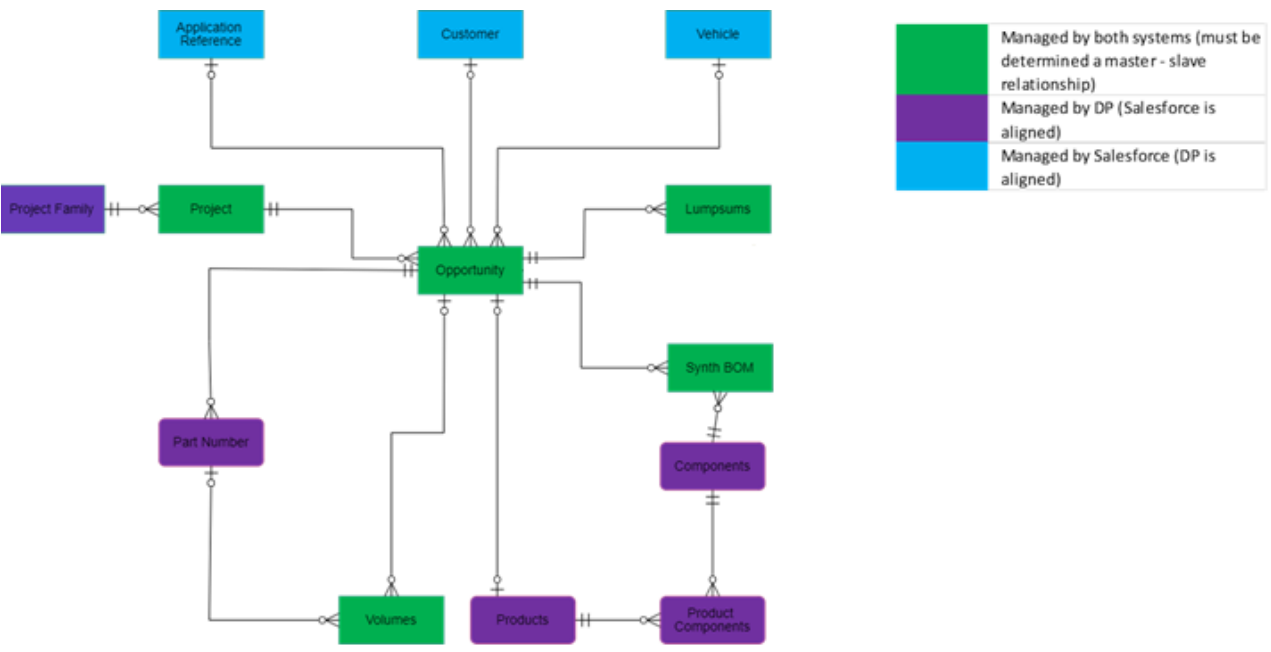 Application
Reference
Customer
Vehicle
Managed by both systems (must be
determined a master - slave
relationship)
Managed by DP (Salesforce is
aligned)
Managed by Salesforce (DP is
aligned)
Project Family
Project
Lumpsums
Opportunity
Synth BOM
Part Number
Components
Volumes
Products
Product
Components